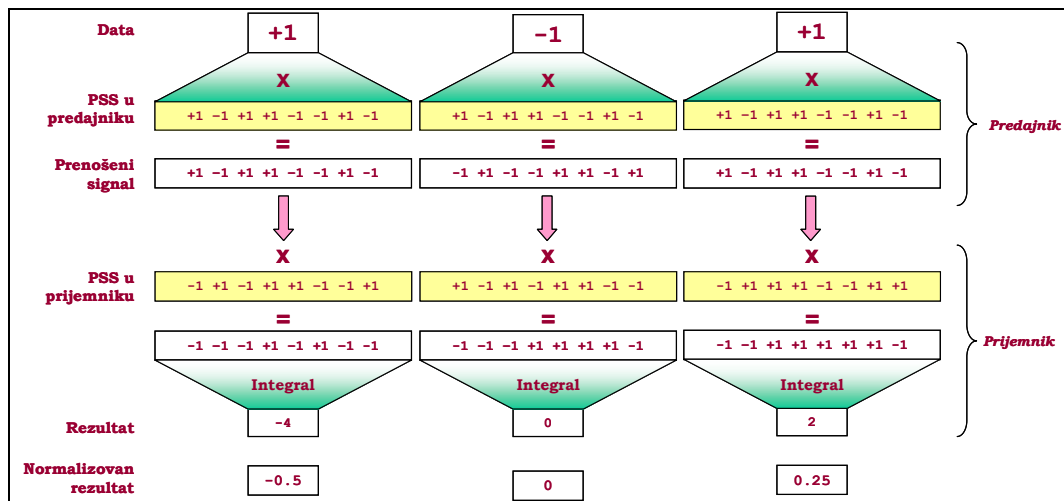 Data +1 -1 +1
X X X
PSS u
predajniku
+1 -1 +1 +1 -1 -1 +1 -1 +1 -1 +1 +1 -1 -1 +1 -1 +1 -1 +1 +1 -1 -1 +1 -1
= = =
Prenošeni
signal
+1 -1 +1 +1 -1 -1 +1 -1 -1 +1 -1 -1 +1 +1 -1 +1 +1 -1 +1 +1 -1 -1 +1 -1
Predajnik
X X X
PSS u
prijemniku
-1 +1 -1 +1 +1 -1 -1 +1 +1 -1 +1 -1 +1 +1 -1 -1 -1 +1 -1 +1 -1 -1 +1 +1
= = =
-1 -1 -1 +1 -1 +1 -1 -1 -1 -1 -1 +1 +1 +1 +1 -1 -1 -1 +1 +1 +1 +1 +1 -1
Prijemnik
Integral Integral Integral
Rezultat -4 0 2
Normalizovan
rezultat
-0.5 0 0.25